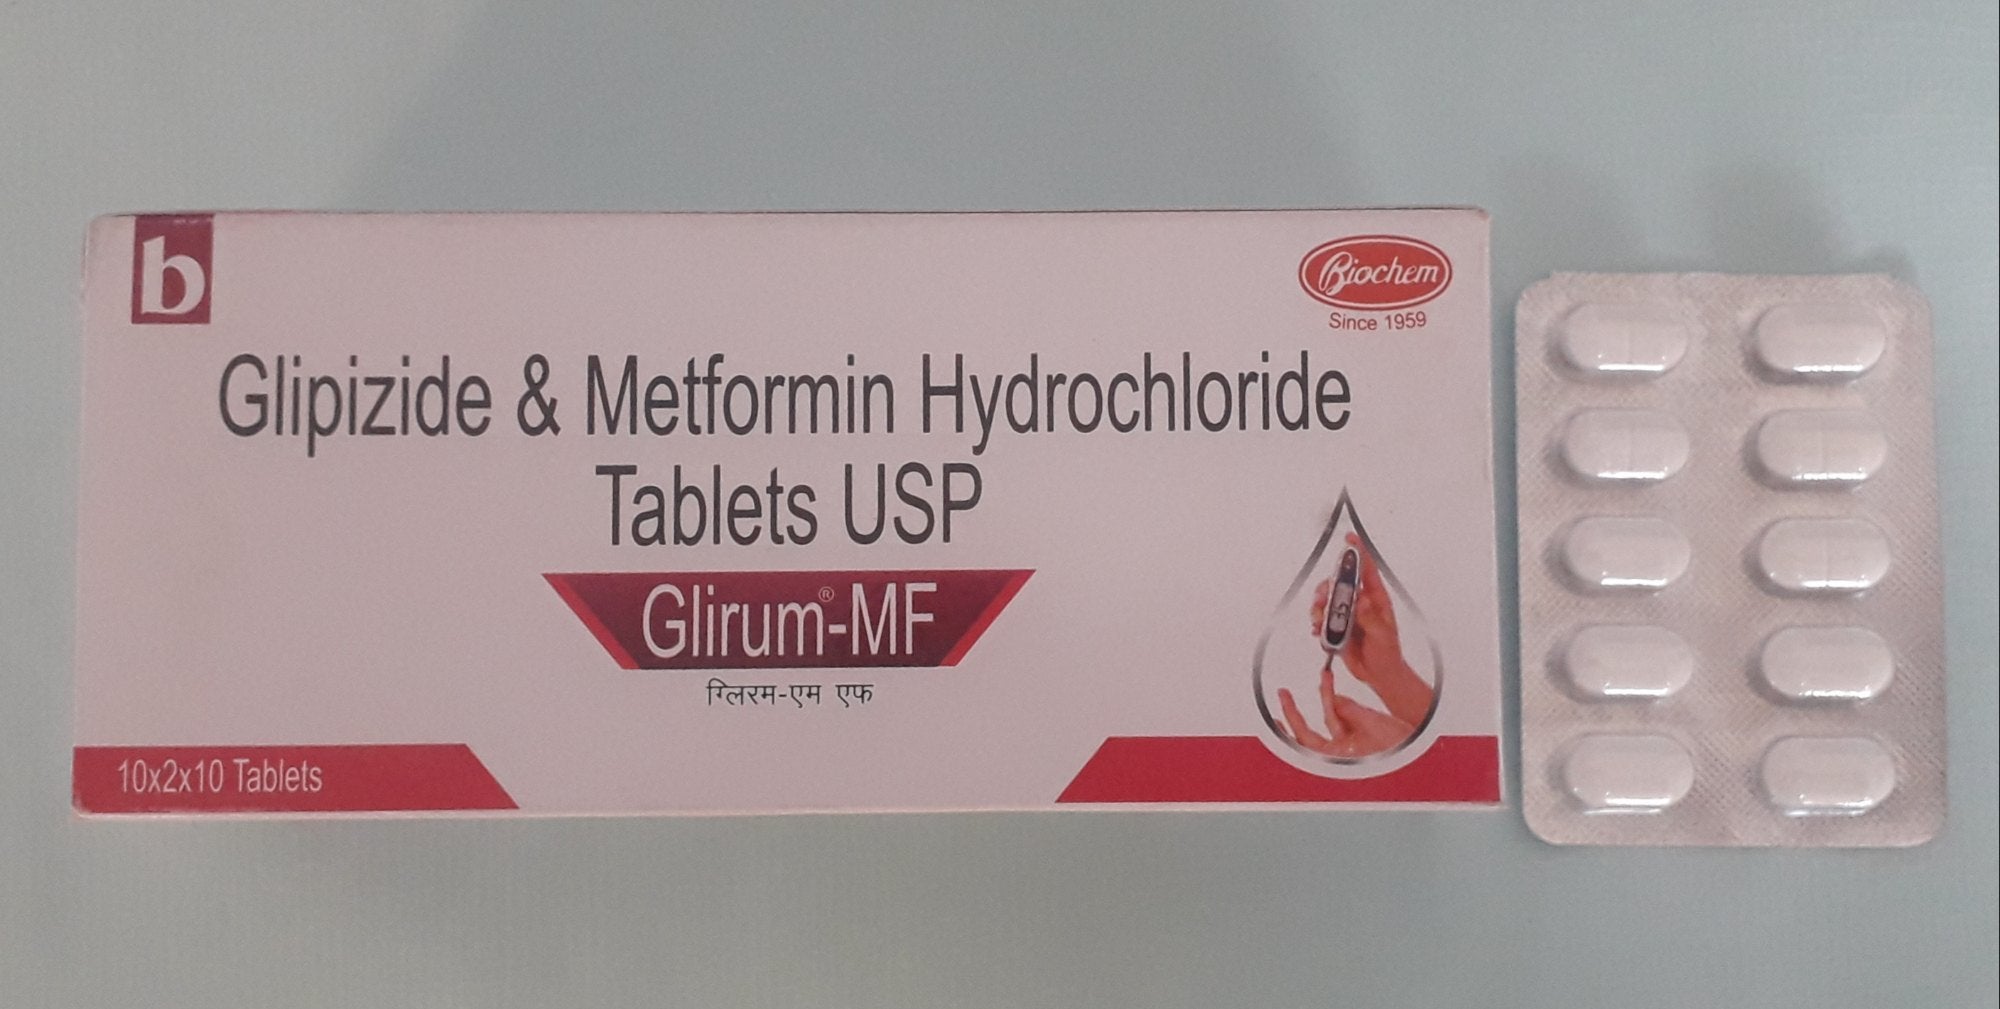 b
Biochem
Since 1959
Glipizide & Metformin Hydrochloride
Tablets USP
Glirum®-MF
ग्लिरम-एम एफ
10x2x10 Tablets